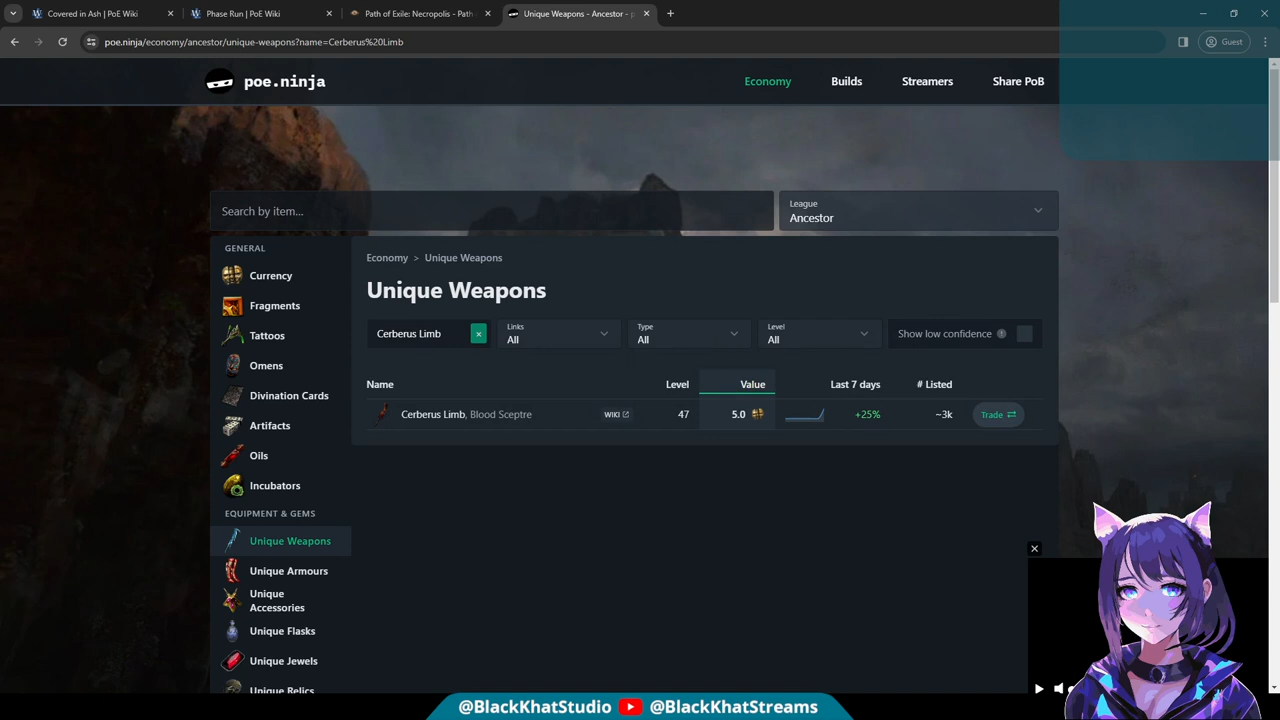 Covered in Ash | PoE Wiki
Phase Run | PoE Wiki
Path of Exile: Necropolis - Path
Unique Weapons - Ancestor - p
poe.ninja/economy/ancestor/unique-weapons?name=Cerberus%20Limb
Guest
poe.ninja
Economy
Builds
Streamers
Share PoB
Search by item...
League
Ancestor
GENERAL
Currency
Fragments
Tattoos
Omens
Divination Cards
Artifacts
Oils
Incubators
EQUIPMENT & GEMS
Unique Weapons
Unique Armours
Unique
Accessories
Unique Flasks
Unique Jewels
Unique Relics
Economy > Unique Weapons
Unique Weapons
Cerberus Limb
Links
All
Type
All
Level
All
Show low confidence
Name Level Value Last 7 days # Listed
Cerberus Limb, Blood Sceptre WIKI 47 5.0 +25% ~3k Trade
@BlackKhatStudio @BlackKhatStreams